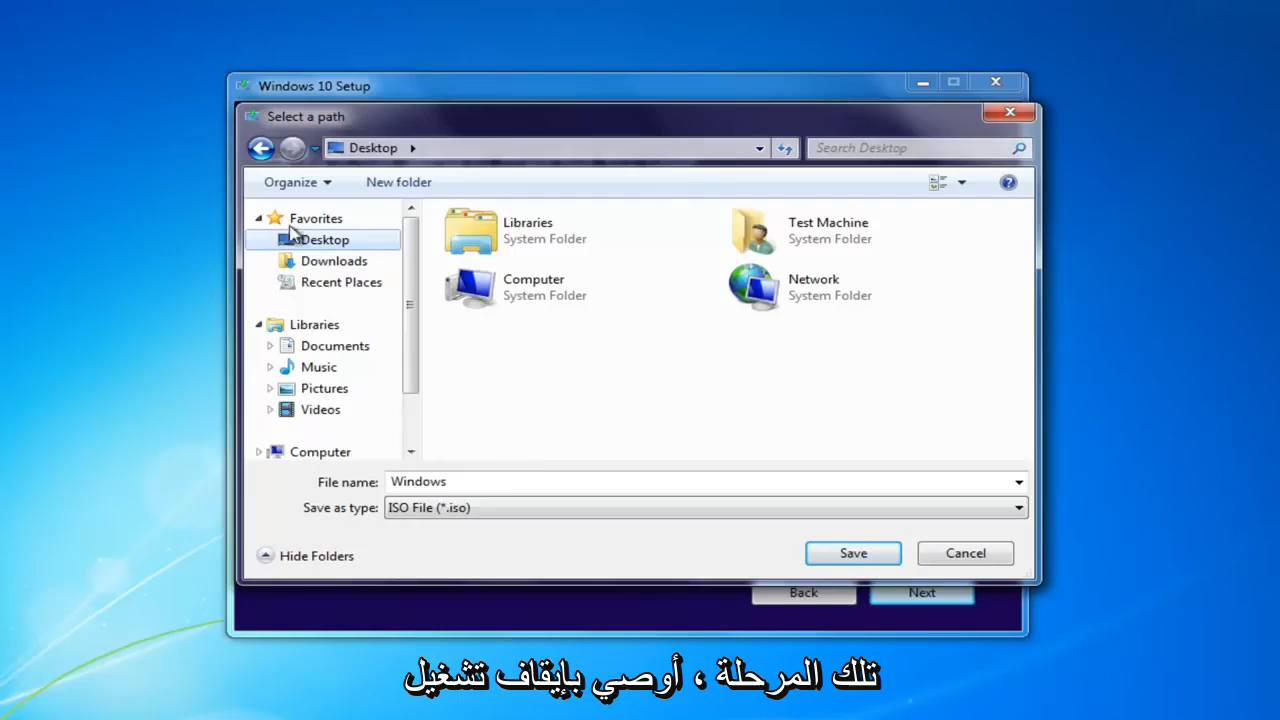 Windows 10 Setup
Select a path
Desktop
Search Desktop
Organize
New folder
Favorites
Desktop
Downloads
Recent Places
Libraries
Documents
Music
Pictures
Videos
Computer
Libraries
System Folder
Test Machine
System Folder
Computer
System Folder
Network
System Folder
File name: Windows
Save as type: ISO File (*.iso)
Hide Folders
Save
Cancel
Back
Next
تلك المرحلة ، أوصي بإيقاف تشغيل